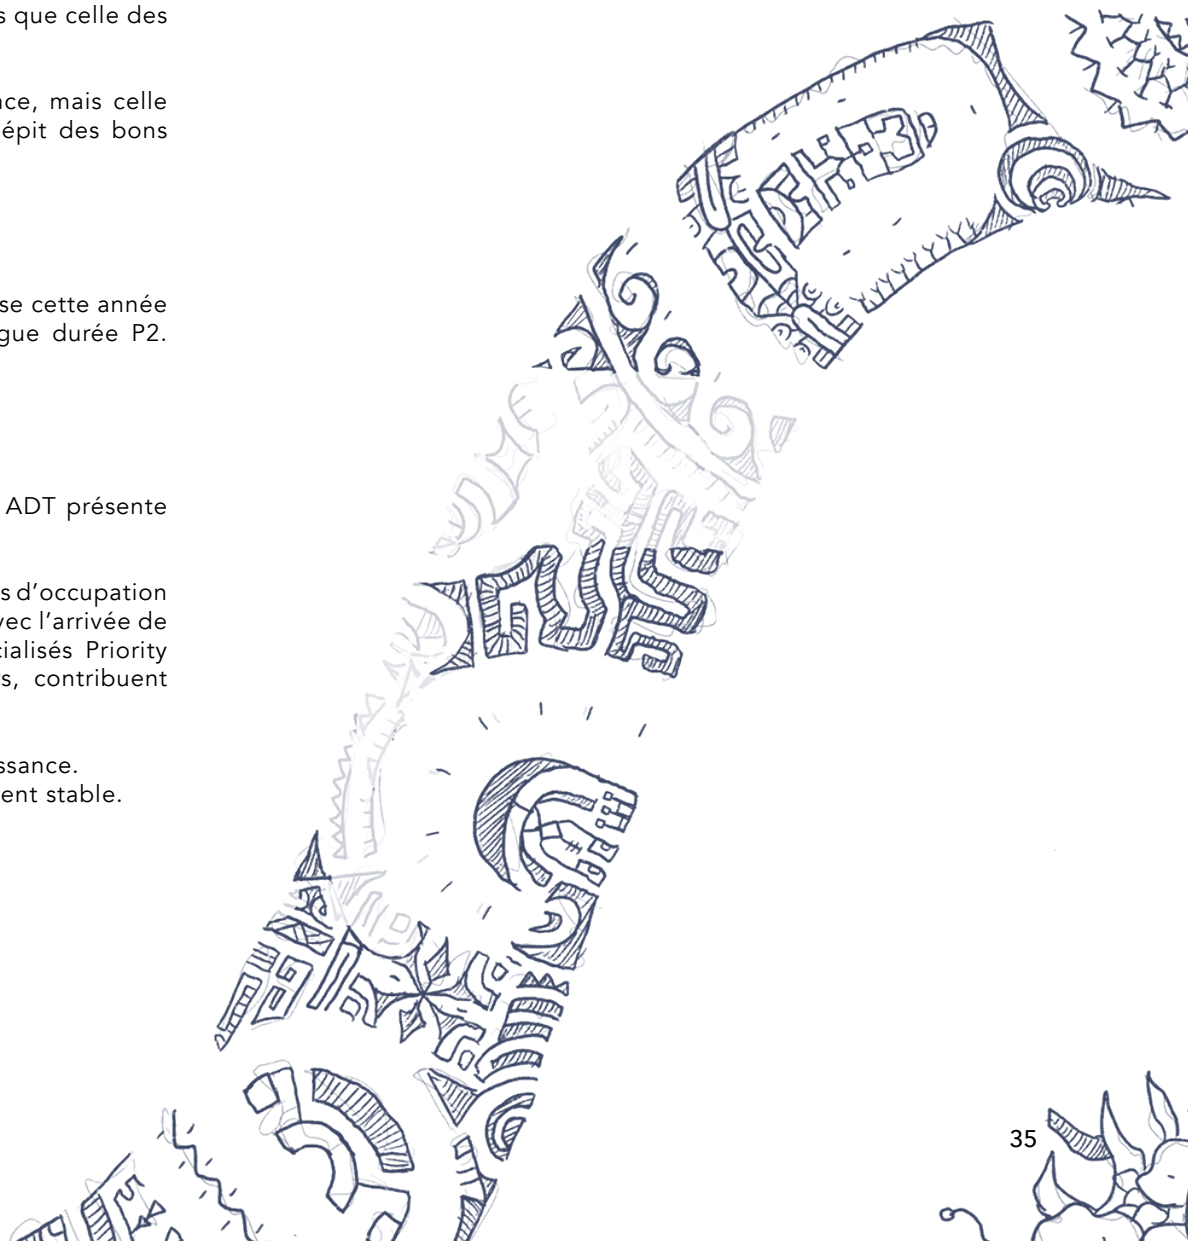 s que celle des
nce, mais celle
épit des bons
se cette année
gue durée P2.
ADT présente
s d'occupation
vec l'arrivée de
cialisés Priority
s, contribuent
ssance.
ent stable.
35